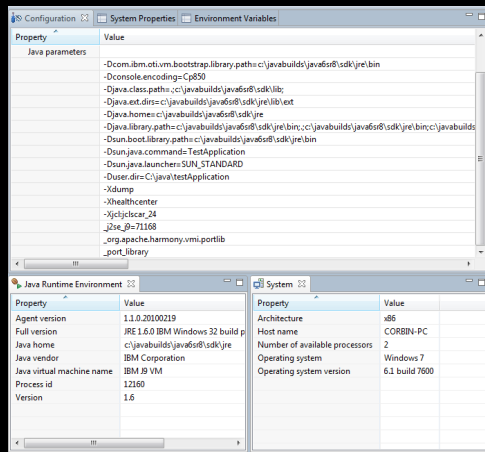 Configuration System Properties Environment Variables
Property Value
Java parameters
-Dcom.ibm.oti.vm.bootstrap.library.path=c:\javabuilds\java6sr8\sdk\jre\bin
-Dconsole.encoding=Cp850
-Djava.class.path=.;c:\javabuilds\java6sr8\sdk\lib;
-Djava.ext.dirs=c:\javabuilds\java6sr8\sdk\jre\lib\ext
-Djava.home=c:\javabuilds\java6sr8\sdk\jre
-Djava.library.path=c:\javabuilds\java6sr8\sdk\jre\bin;.;c:\javabuilds\java6sr8\sdk\jre\bin;c:\javabuilds
-Dsun.boot.library.path=c:\javabuilds\java6sr8\sdk\jre\bin
-Dsun.java.command=TestApplication
-Dsun.java.launcher=SUN_STANDARD
-Duser.dir=C:\java\testApplication
-Xdump
-Xhealthcenter
-Xjcl:jclscar_24
_j2se_j9=71168
_org.apache.harmony.vmi.portlib
_port_library
Java Runtime Environment
Property Value
Agent version 1.1.0.20100219
Full version JRE 1.6.0 IBM Windows 32 build p
Java home c:\javabuilds\java6sr8\sdk\jre
Java vendor IBM Corporation
Java virtual machine name IBM J9 VM
Process id 12160
Version 1.6
System
Property Value
Architecture x86
Host name CORBIN-PC
Number of available processors 2
Operating system Windows 7
Operating system version 6.1 build 7600